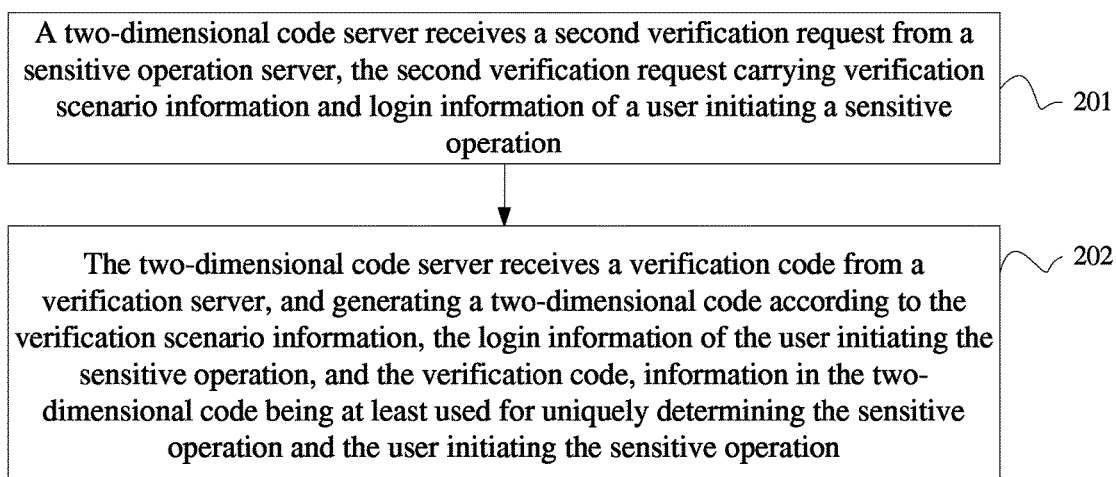 A two-dimensional code server receives a second verification request from a
sensitive operation server, the second verification request carrying verification
scenario information and login information of a user initiating a sensitive
operation
201
The two-dimensional code server receives a verification code from a
verification server, and generating a two-dimensional code according to the
verification scenario information, the login information of the user initiating the
sensitive operation, and the verification code, information in the two-
dimensional code being at least used for uniquely determining the sensitive
operation and the user initiating the sensitive operation
202